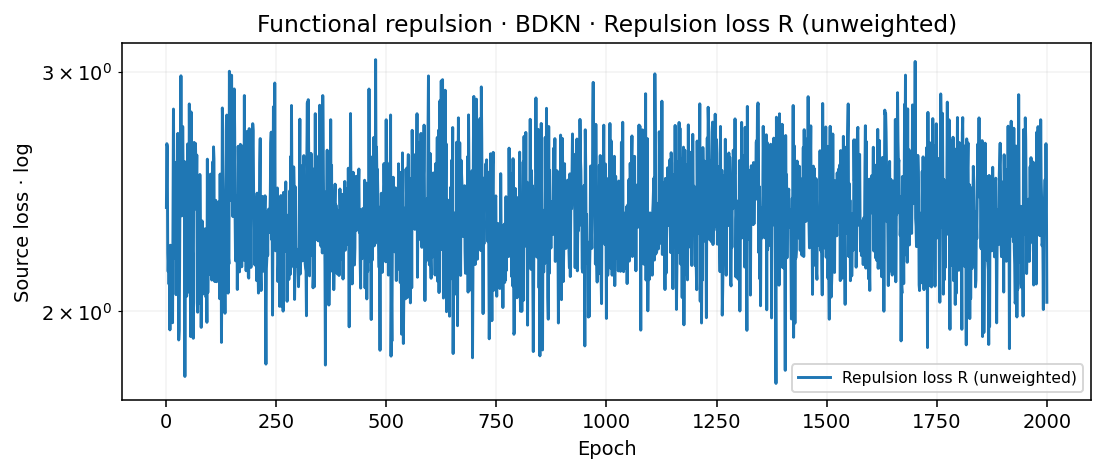 Functional repulsion · BDKN · Repulsion loss R (unweighted)
Source loss · log
3 × 10⁰
2 × 10⁰
Repulsion loss R (unweighted)
0 250 500 750 1000 1250 1500 1750 2000
Epoch